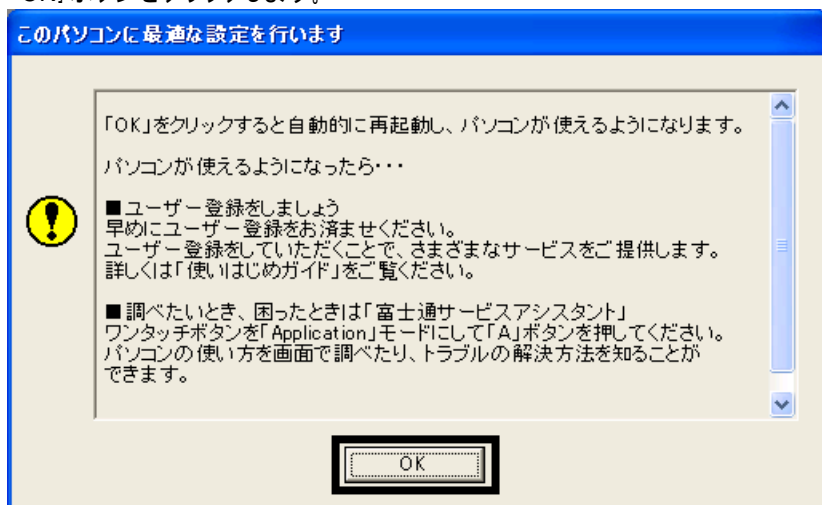 「OK」ボタンをクリックします。
このパソコンに最適な設定を行います
「OK」をクリックすると自動的に再起動し、パソコンが使えるようになります。
パソコンが使えるようになったら・・・
■ユーザー登録をしましょう
早めにユーザー登録をお済ませください。
ユーザー登録をしていただくことで、さまざまなサービスをご提供します。
詳しくは「使いはじめガイド」をご覧ください。
■調べたいとき、困ったときは「富士通サービスアシスタント」
ワンタッチボタンを「Application」モードにして「A」ボタンを押してください。
パソコンの使い方を画面で調べたり、トラブルの解決方法を知ることが
できます。
OK